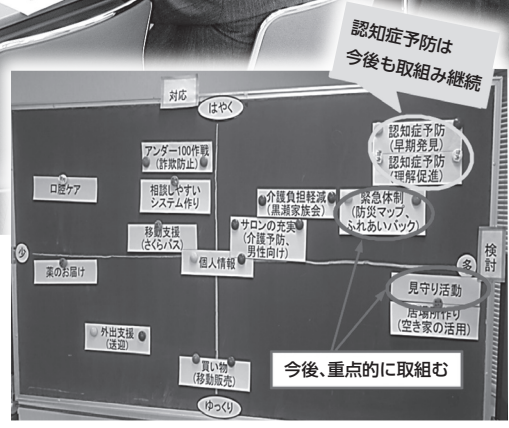 認知症予防は
今後も取組み継続
対応
はやく
アンダー100作戦
(詐欺防止)
認知症予防
(早期発見)
認知症予防
(理解促進)
口腔ケア
相談しやすい
システム作り
介護負担軽減
(黒瀬家族会)
緊急体制
(防災マップ、
ふれあいパック)
移動支援
(さくらバス)
サロンの充実
(介護予防、
男性向け)
少
個人情報
多
検討
薬のお届け
見守り活動
居場所作り
(空き家の活用)
外出支援
(送迎)
買い物
(移動販売)
今後、重点的に取組む
ゆっくり